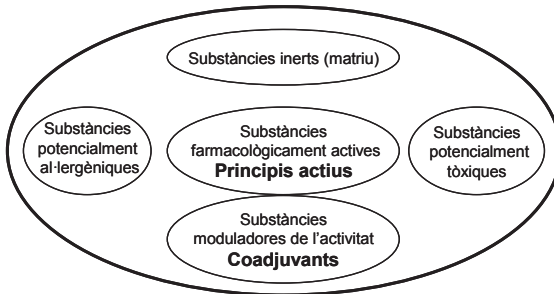 Substàncies inerts (matriu)
Substàncies
potencialment
al·lergèniques
Substàncies
farmacològicament actives
Principis actius
Substàncies
potencialment
tòxiques
Substàncies
moduladores de l'activitat
Coadjuvants